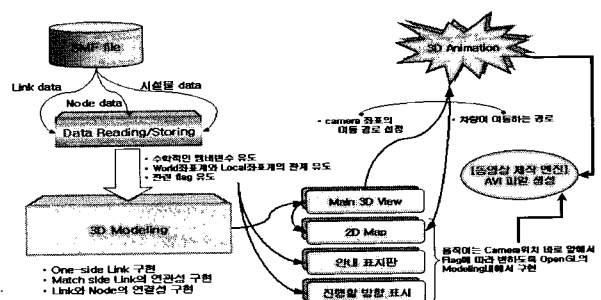 SMF file
3D Animation
Link data
시설물 data
Node data
Data Reading/Storing
• camera 좌표의
이동 경로 설정
• 차량이 이동하는 경로
• 수학적인 멤버변수 유도
• World좌표계와 Local좌표계의 관계 유도
• 관련 flag 유도
[동영상 제작 엔진]
AVI 파일 생성
3D Modeling
Main 3D View
2D Map
안내 표지판
진행할 방향 표시
움직이는 Camera위치 바로 앞에서
Flag에 따라 변하도록 OpenGL의
Modeling내에서 구현
• One-side Link 구현
• Match side Link의 연관성 구현
• Link와 Node의 연결성 구현